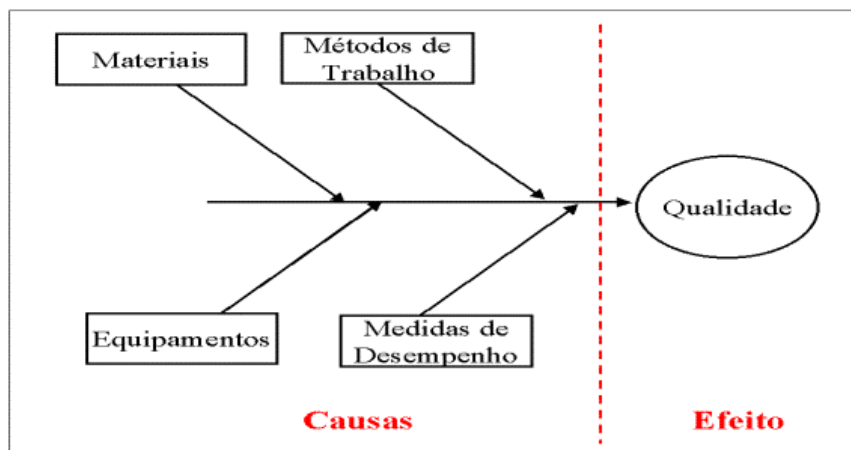 Materiais
Métodos de
Trabalho
Qualidade
Equipamentos
Medidas de
Desempenho
Causas
Efeito